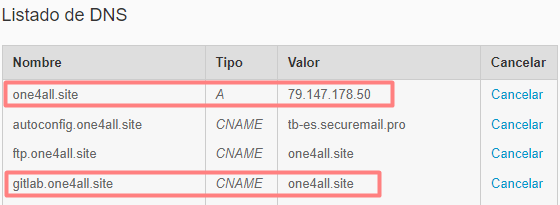 Listado de DNS
Nombre Tipo Valor Cancelar
one4all.site A 79.147.178.50 Cancelar
autoconfig.one4all.site CNAME tb-es.securemail.pro Cancelar
ftp.one4all.site CNAME one4all.site Cancelar
gitlab.one4all.site CNAME one4all.site Cancelar